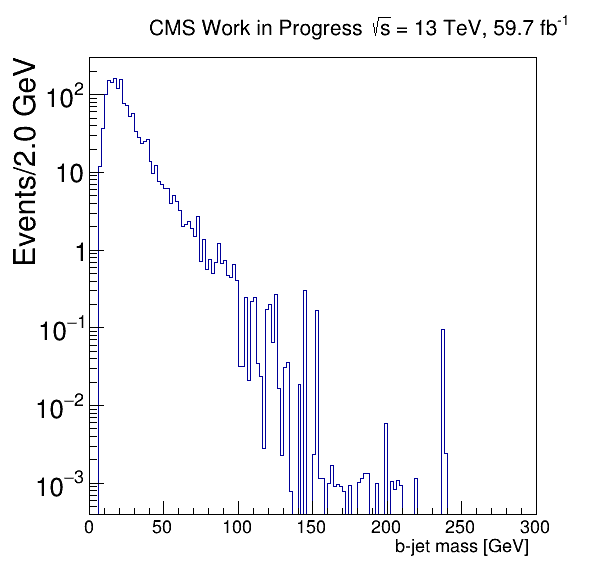 CMS Work in Progress √s = 13 TeV, 59.7 fb⁻¹
Events/2.0 GeV
10²
10
1
10⁻¹
10⁻²
10⁻³
0 50 100 150 200 250 300
b-jet mass [GeV]